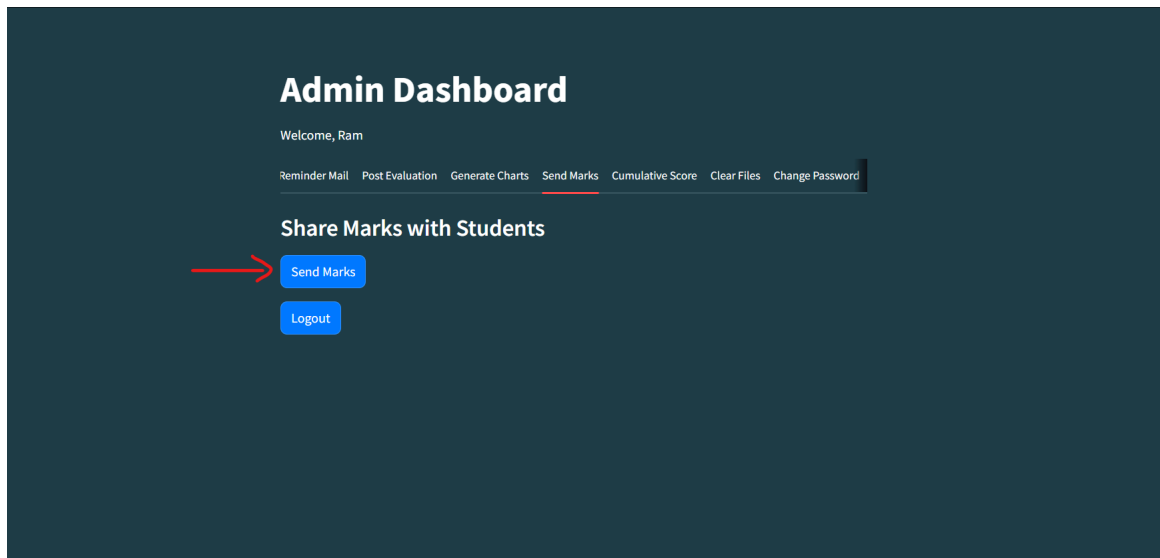 Admin Dashboard
Welcome, Ram
Reminder Mail Post Evaluation Generate Charts Send Marks Cumulative Score Clear Files Change Password
Share Marks with Students
Send Marks
Logout